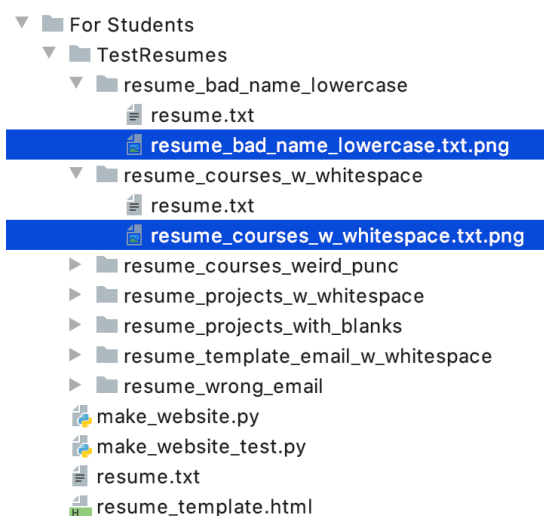 For Students
TestResumes
resume_bad_name_lowercase
resume.txt
resume_bad_name_lowercase.txt.png
resume_courses_w_whitespace
resume.txt
resume_courses_w_whitespace.txt.png
resume_courses_weird_punc
resume_projects_w_whitespace
resume_projects_with_blanks
resume_template_email_w_whitespace
resume_wrong_email
make_website.py
make_website_test.py
resume.txt
resume_template.html